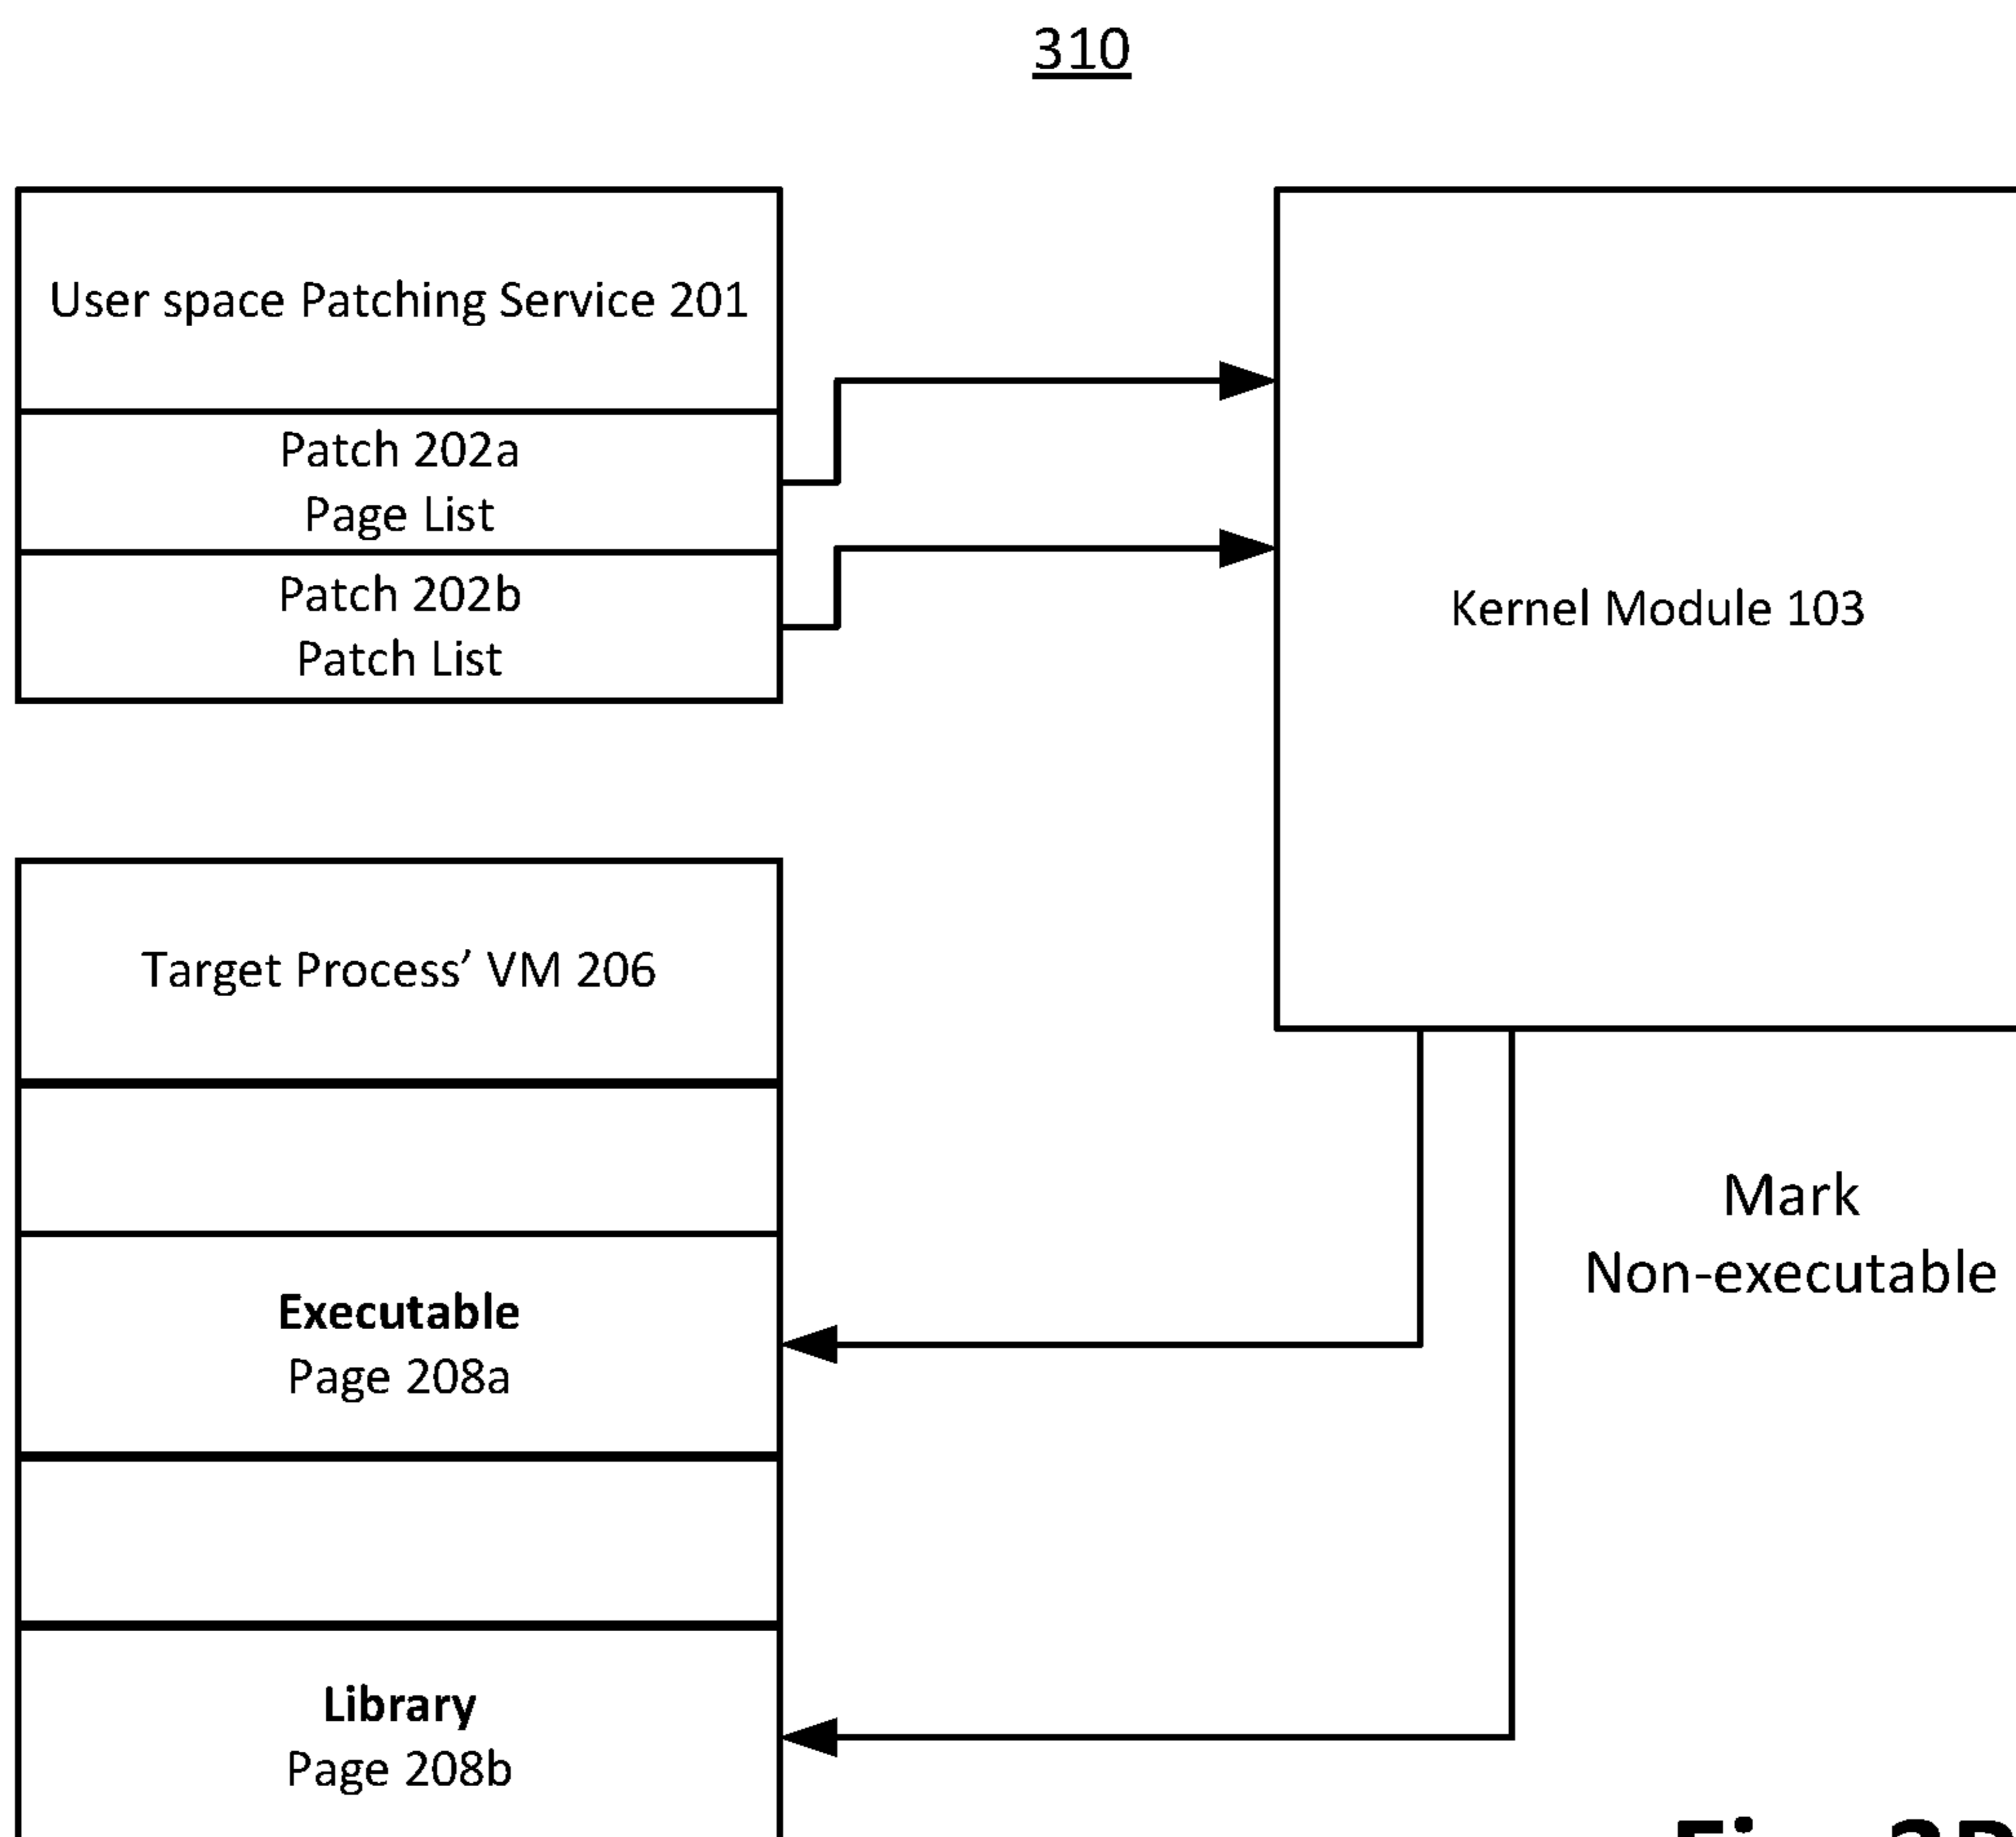 310
User space Patching Service 201
Patch 202a
Page List
Patch 202b
Patch List
Kernel Module 103
Target Process’ VM 206
Mark
Non-executable
Executable
Page 208a
Library
Page 208b